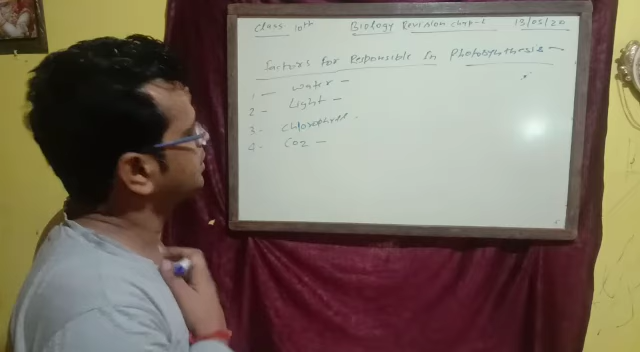 Class 10th Biology Revision Chapt-1 13/05/20
Factors for Responsible in Photosynthesis -
1 - Water -
2 - Light -
3. Chlorophyll.
4. CO2 -